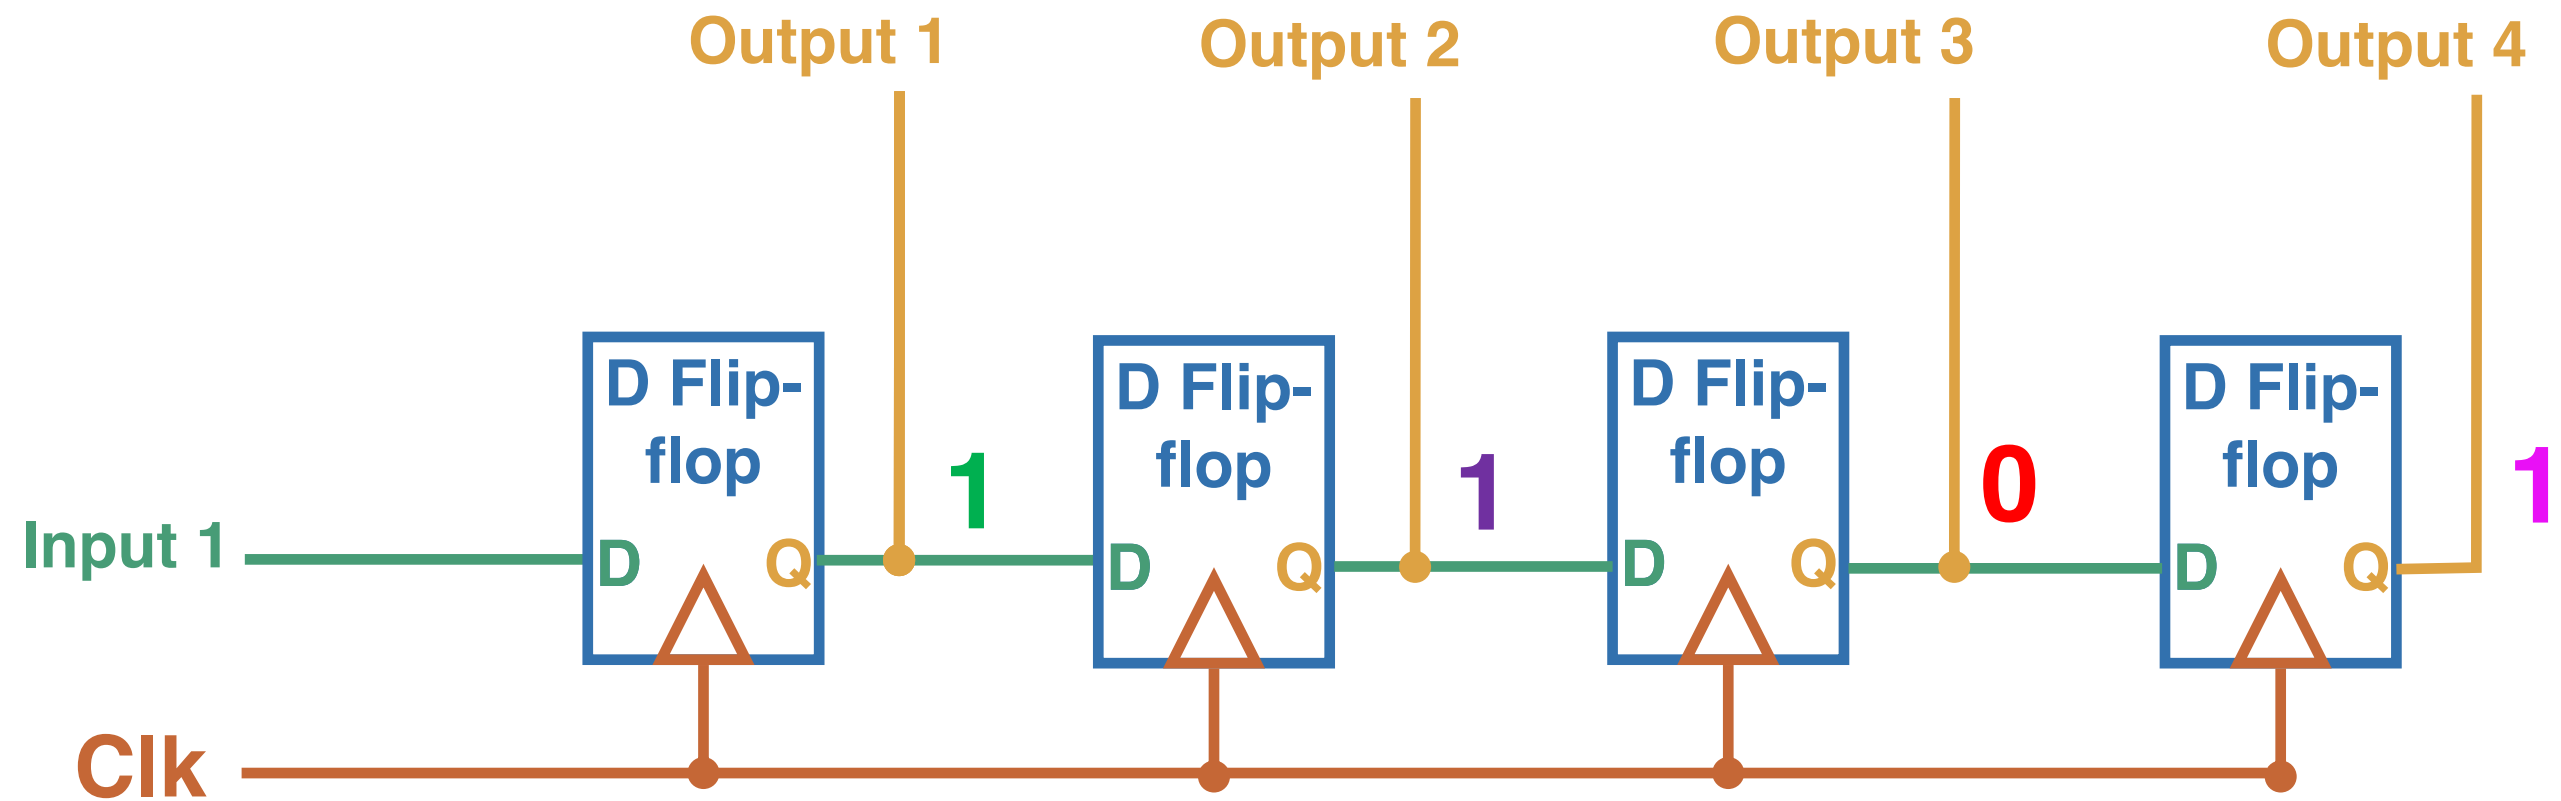 Output 1
Output 2
Output 3
Output 4
D Flip-
flop
D Flip-
flop
D Flip-
flop
D Flip-
flop
1
1
0
1
Input 1
D
Q
D
Q
D
Q
D
Q
Clk